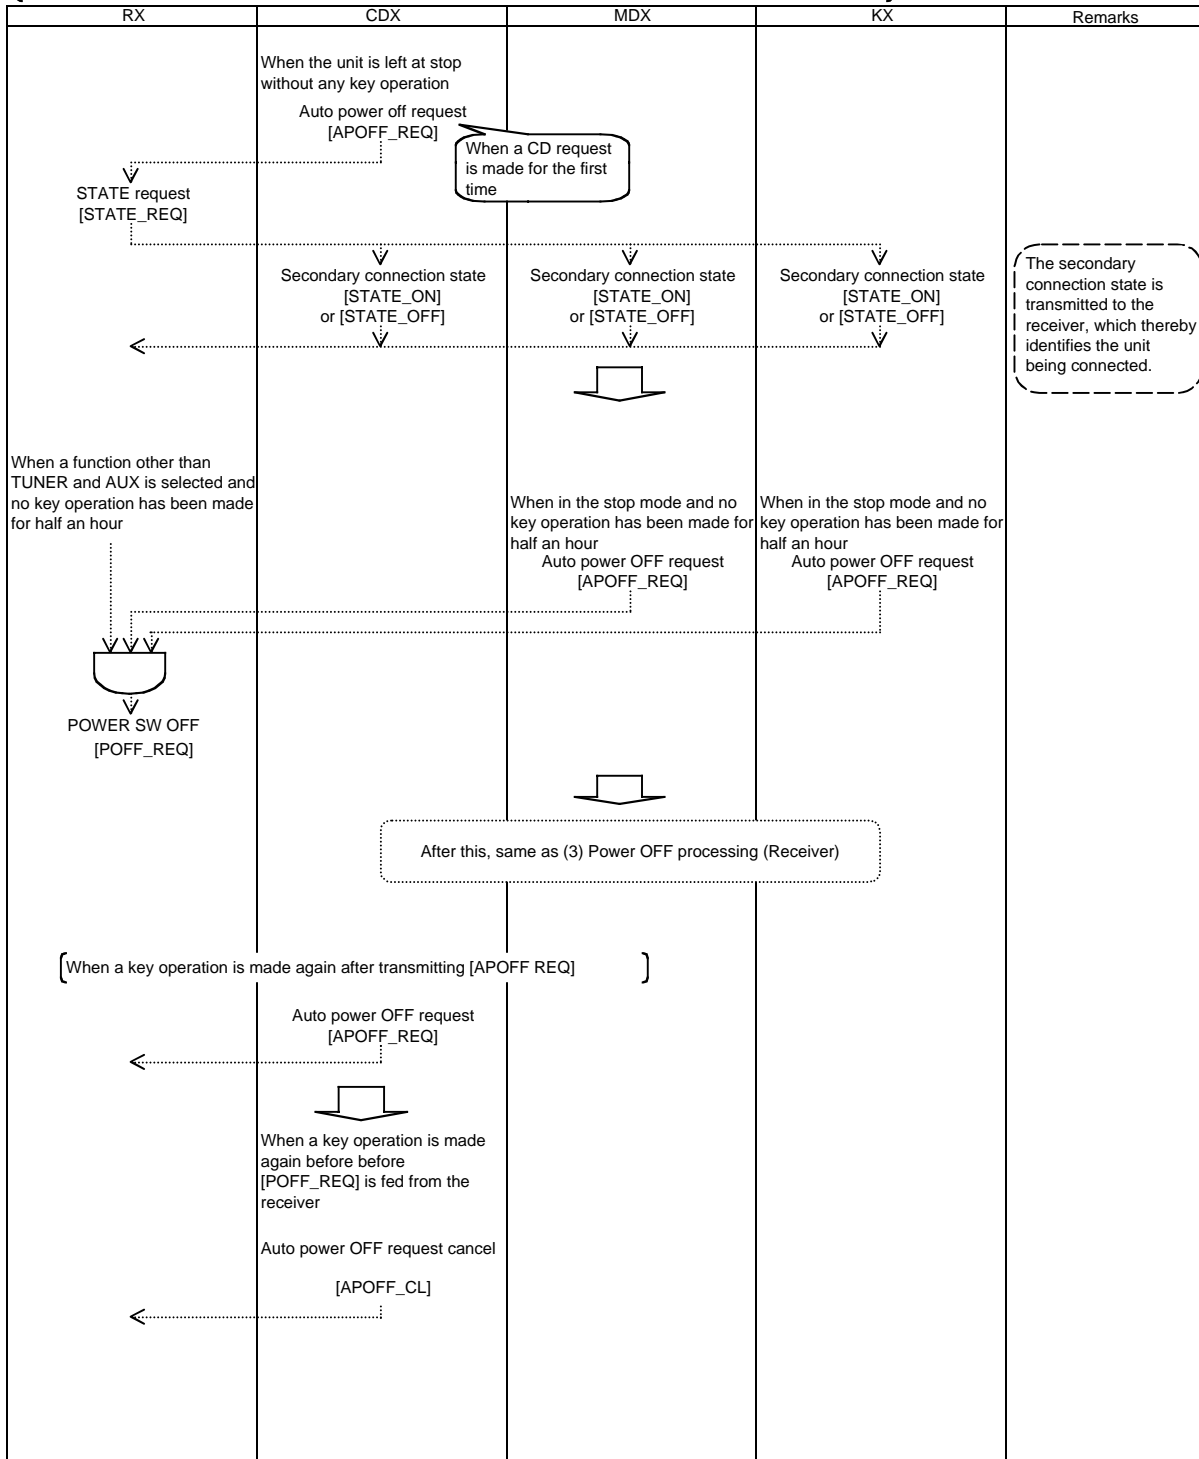 RX
CDX
MDX
KX
Remarks
When the unit is left at stop
without any key operation
Auto power off request
[APOFF_REQ]
When a CD request
is made for the first
time
STATE request
[STATE_REQ]
Secondary connection state
[STATE_ON]
or [STATE_OFF]
Secondary connection state
[STATE_ON]
or [STATE_OFF]
Secondary connection state
[STATE_ON]
or [STATE_OFF]
The secondary
connection state is
transmitted to the
receiver, which thereby
identifies the unit
being connected.
When a function other than
TUNER and AUX is selected and
no key operation has been made
for half an hour
When in the stop mode and no
key operation has been made for
half an hour
Auto power OFF request
[APOFF_REQ]
When in the stop mode and no
key operation has been made for
half an hour
Auto power OFF request
[APOFF_REQ]
POWER SW OFF
[POFF_REQ]
After this, same as (3) Power OFF processing (Receiver)
When a key operation is made again after transmitting [APOFF REQ]
Auto power OFF request
[APOFF_REQ]
When a key operation is made
again before before
[POFF_REQ] is fed from the
receiver
Auto power OFF request cancel
[APOFF_CL]